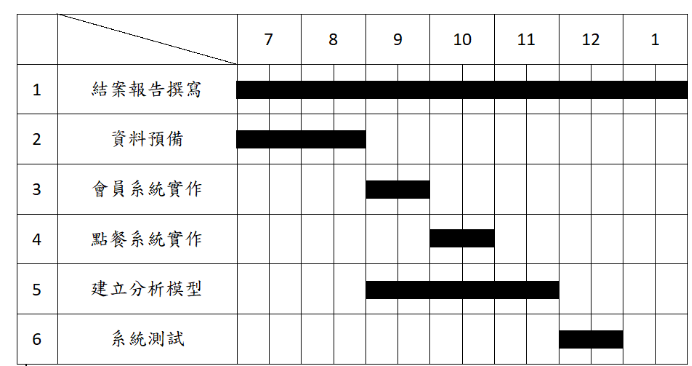 7 8 9 10 11 12 1
1 結案報告撰寫
2 資料預備
3 會員系統實作
4 點餐系統實作
5 建立分析模型
6 系統測試